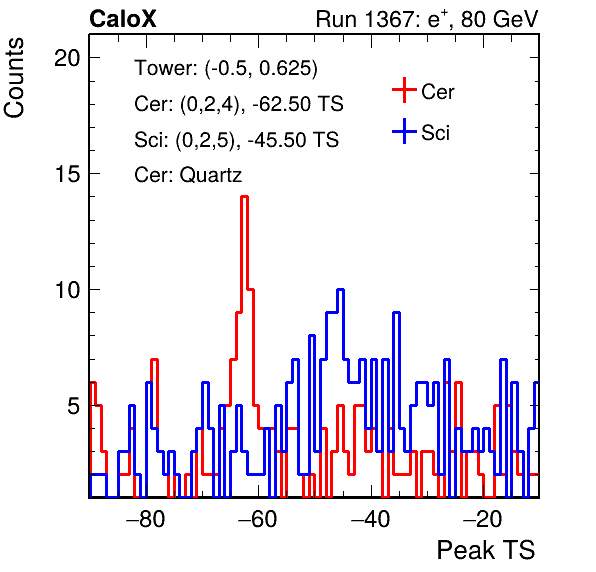 CaloX Run 1367: e⁺, 80 GeV
Counts
Tower: (-0.5, 0.625)
Cer: (0,2,4), -62.50 TS
Sci: (0,2,5), -45.50 TS
Cer: Quartz
Cer
Sci
20
15
10
5
−80 −60 −40 −20
Peak TS